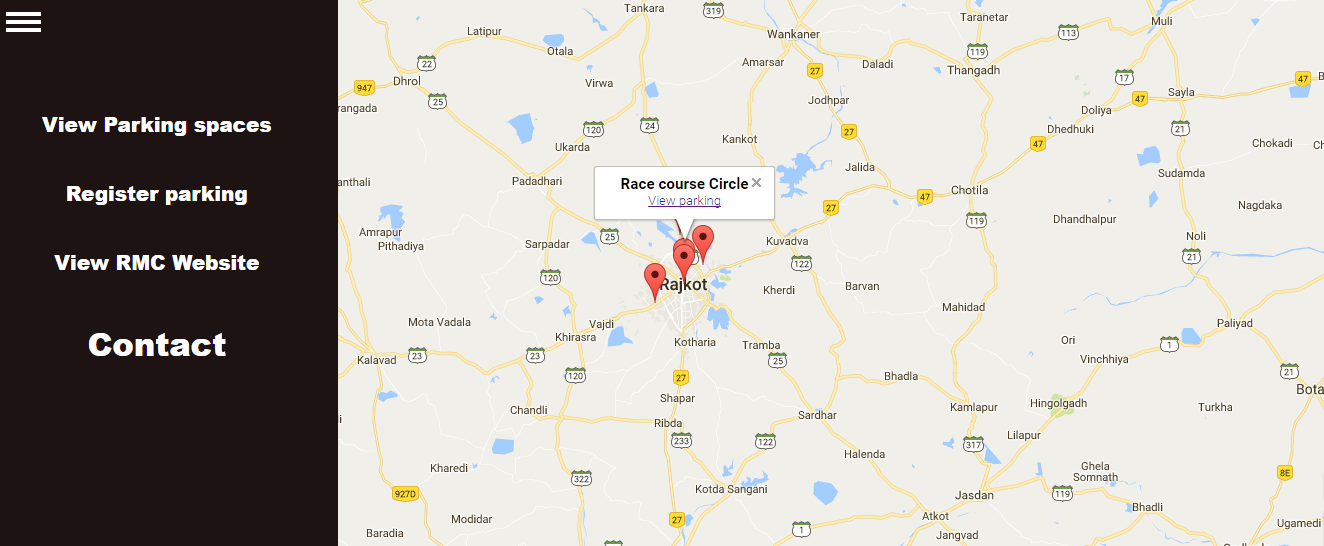 View Parking spaces
Register parking
View RMC Website
Contact
Tankara
319
Taranetar
Muli
Latipur
Wankaner
113
Otala
119
22
Amarsar
Daladi
27
Thangadh
17
47
Dhrol
Virwa
947
Sayla
25
Jodhpar
47
rangada
Doliya
120
24
27
Dhedhuki
21
Kankot
47
Chokadi
Ch
Ukarda
Jalida
Sudamda
anthali
Padadhari
Race course Circle
View parking
47
Chotila
27
Nagdaka
Amrapur
119
Dhandhalpur
Pithadiya
Sarpadar
25
Kuvadva
Noli
21
122
120
Rajkot
Kherdi
Barvan
Mahidad
Mota Vadala
Vajdi
Paliyad
Khirasra
Kotharia
Tramba
Ori
1
Kalavad
23
23
25
Vinchhiya
120
27
Bhadla
21
Shapar
Bota
Chandli
Sardhar
Kamlapur
Hingolgadh
Turkha
Ribda
Lilapur
233
122
317
Halenda
Kharedi
Ghela
Somnath
322
8E
927D
Kotda Sangani
Jasdan
119
Bhadli
Modidar
27
Atkot
Ugamedi
Baradia
1
Jangvad